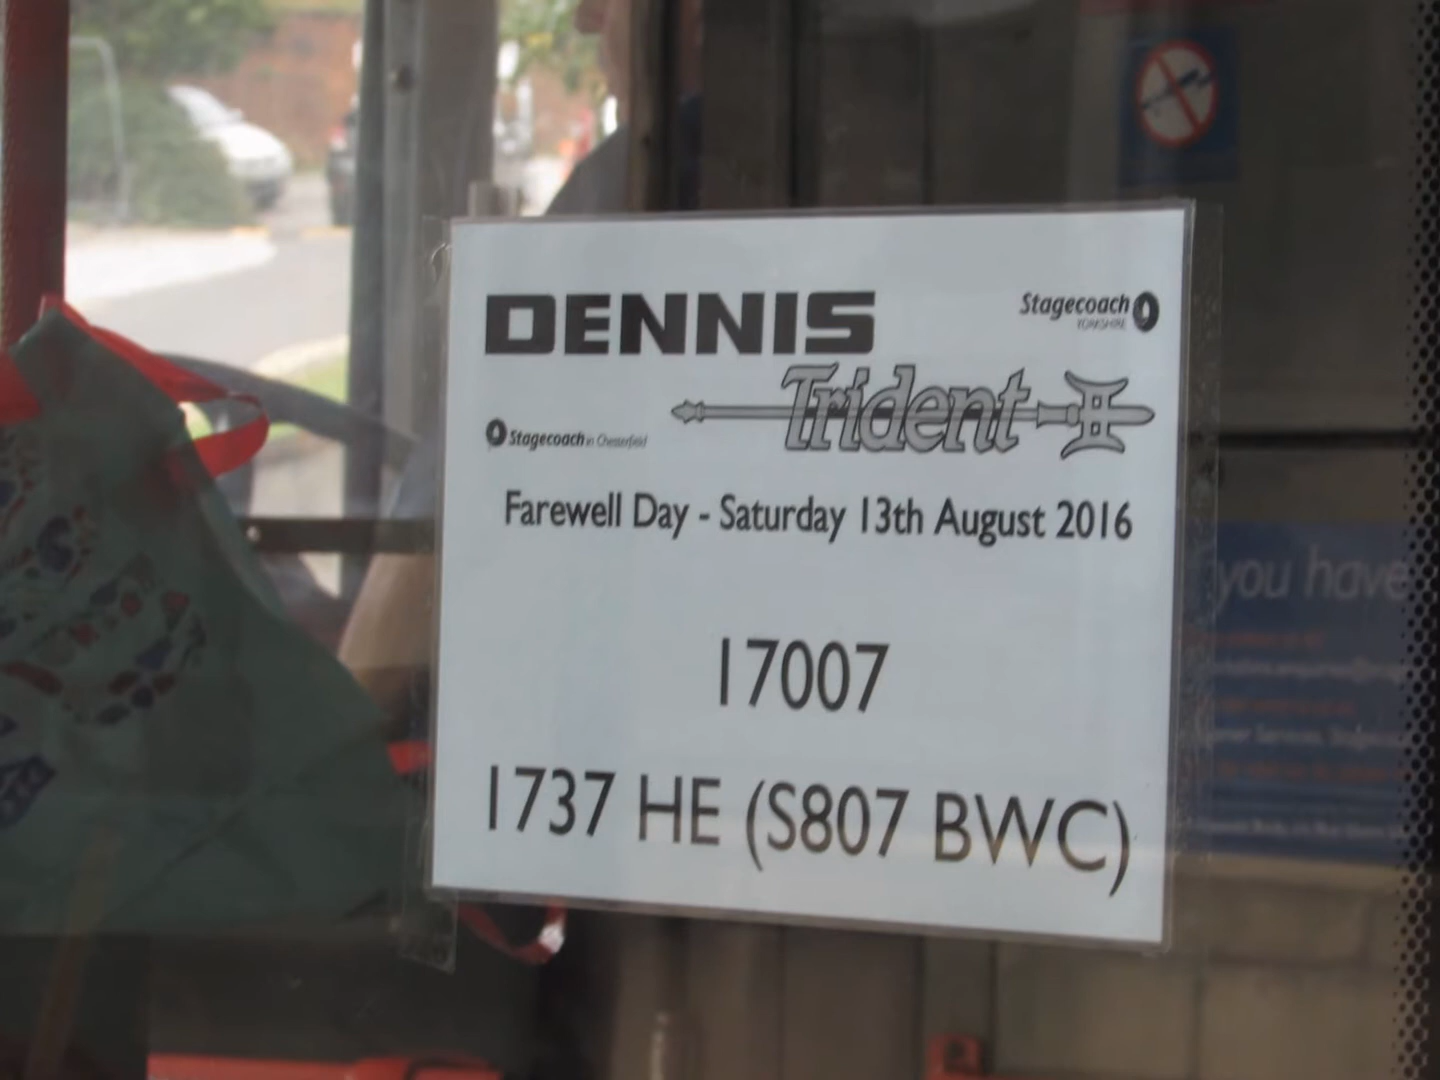 DENNIS
Stagecoach
YORKSHIRE
Trident
Stagecoach in Chesterfield
Farewell Day - Saturday 13th August 2016
17007
1737 HE (S807 BWC)
you have